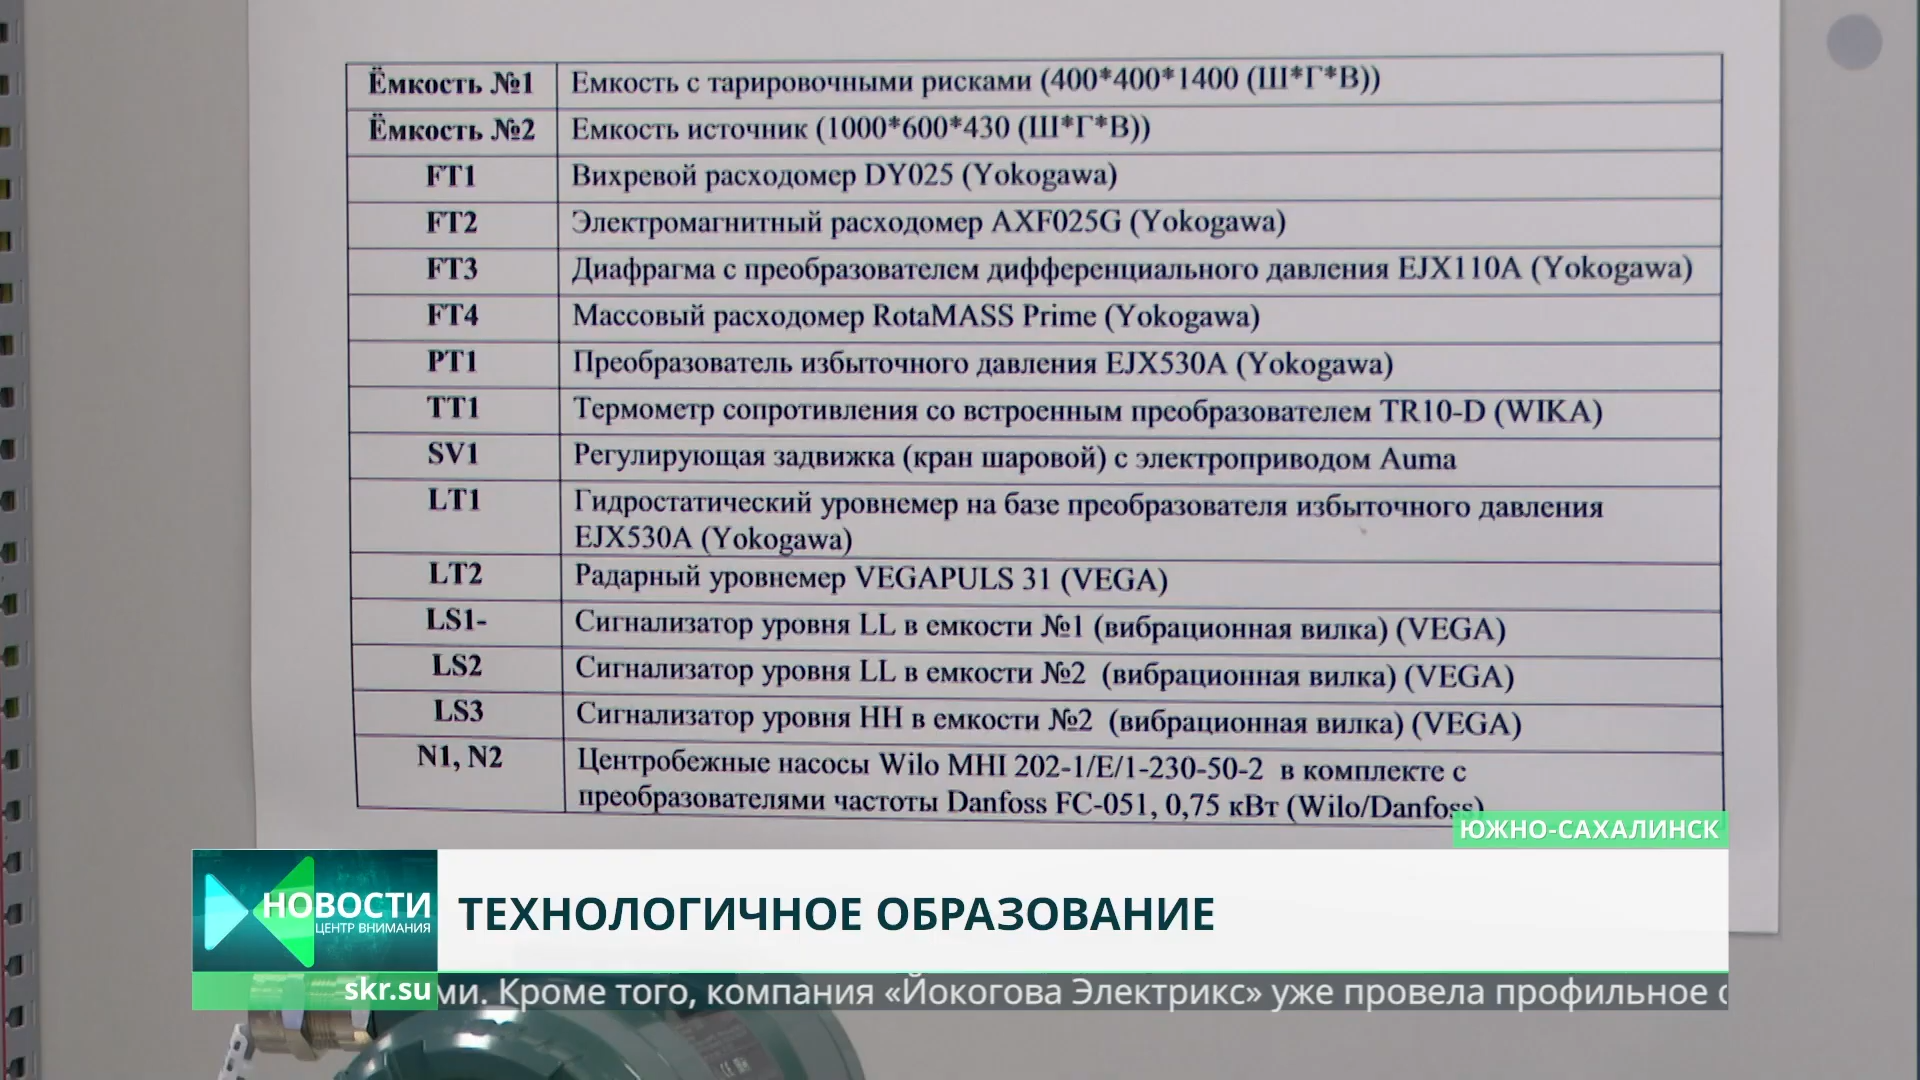 Ёмкость №1 Емкость с тарировочными рисками (400*400*1400 (Ш*Г*В))
Ёмкость №2 Емкость источник (1000*600*430 (Ш*Г*В))
FT1 Вихревой расходомер DY025 (Yokogawa)
FT2 Электромагнитный расходомер AXF025G (Yokogawa)
FT3 Диафрагма с преобразователем дифференциального давления EJX110A (Yokogawa)
FT4 Массовый расходомер RotaMASS Prime (Yokogawa)
PT1 Преобразователь избыточного давления EJX530A (Yokogawa)
TT1 Термометр сопротивления со встроенным преобразователем TR10-D (WIKA)
SV1 Регулирующая задвижка (кран шаровой) с электроприводом Auma
LT1 Гидростатический уровнемер на базе преобразователя избыточного давления
EJX530A (Yokogawa)
LT2 Радарный уровнемер VEGAPULS 31 (VEGA)
LS1- Сигнализатор уровня LL в емкости №1 (вибрационная вилка) (VEGA)
LS2 Сигнализатор уровня LL в емкости №2 (вибрационная вилка) (VEGA)
LS3 Сигнализатор уровня HH в емкости №2 (вибрационная вилка) (VEGA)
N1, N2 Центробежные насосы Wilo MHI 202-1/E/1-230-50-2 в комплекте с
преобразователями частоты Danfoss FC-051, 0,75 кВт (Wilo/Danfoss)
ЮЖНО-САХАЛИНСК
НОВОСТИ
ЦЕНТР ВНИМАНИЯ
ТЕХНОЛОГИЧНОЕ ОБРАЗОВАНИЕ
skr.su
ми. Кроме того, компания «Йокогова Электрикс» уже провела профильное